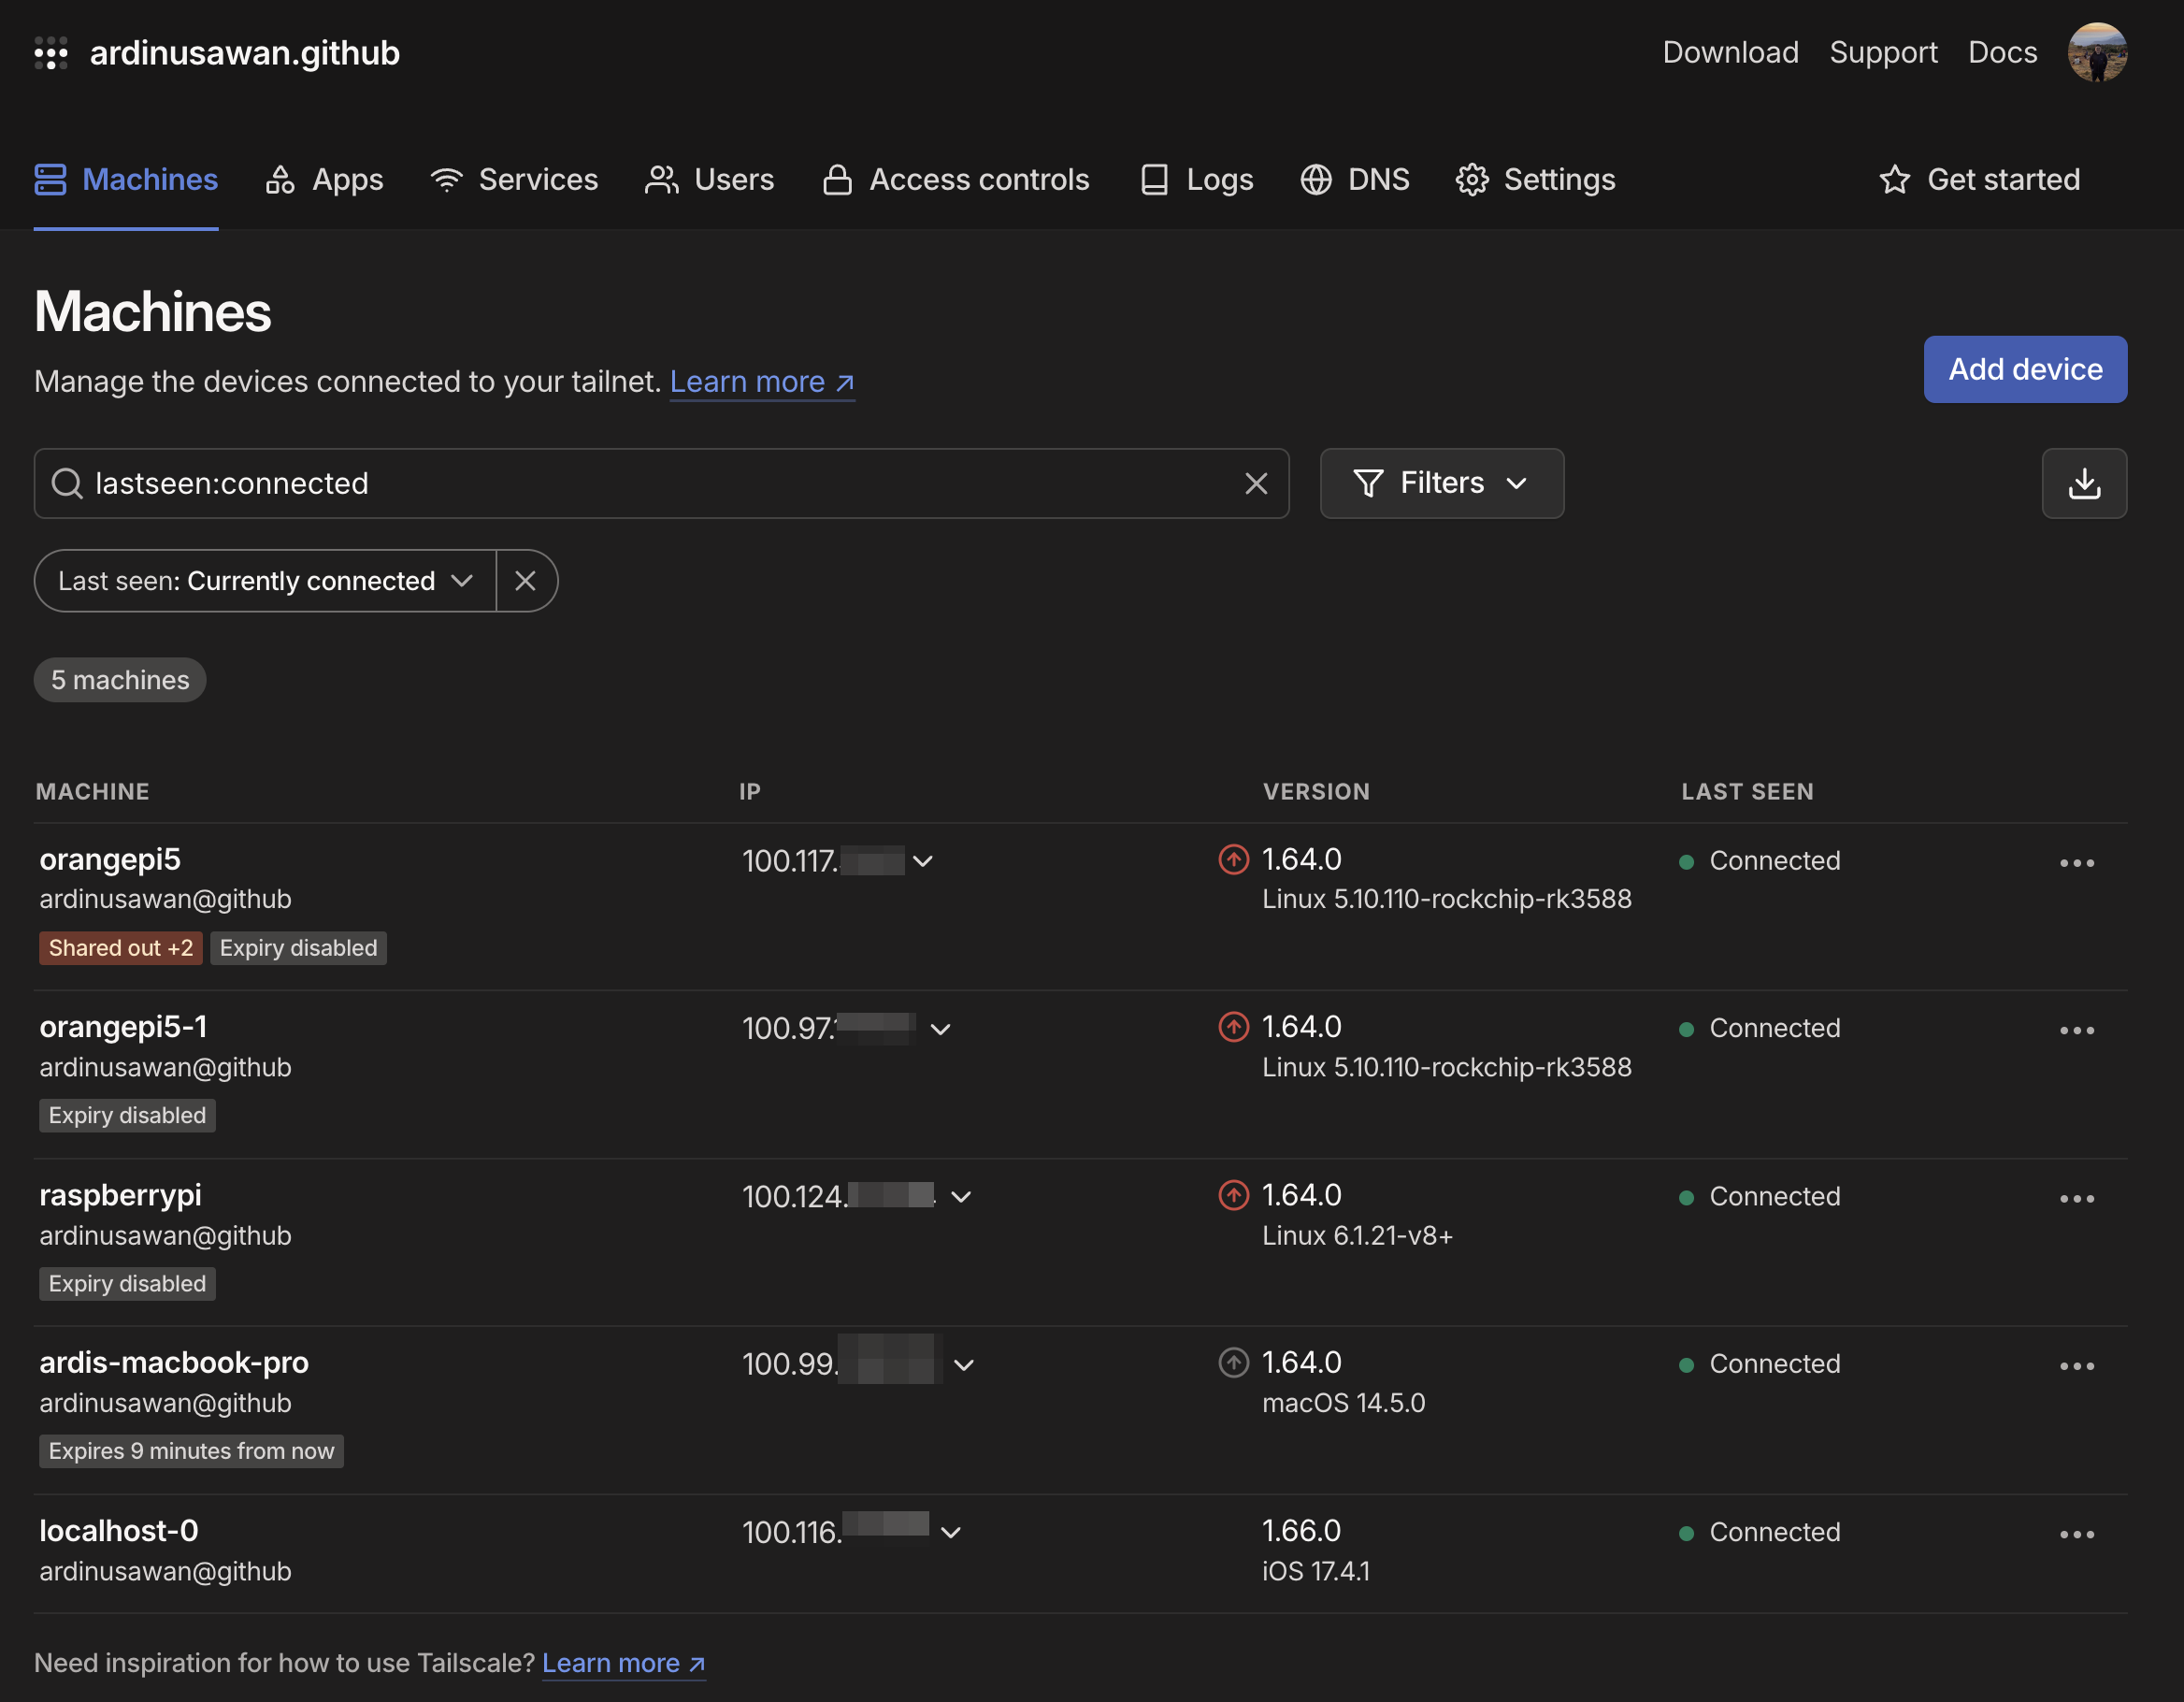 ardinusawan.github
Download Support Docs
Machines Apps Services Users Access controls Logs DNS Settings Get started
Machines
Manage the devices connected to your tailnet. Learn more ↗
Add device
lastseen:connected
Filters
Last seen: Currently connected
5 machines
MACHINE IP VERSION LAST SEEN
orangepi5 100.117. 1.64.0 Connected
ardinusawan@github Linux 5.10.110-rockchip-rk3588
Shared out +2 Expiry disabled
orangepi5-1 100.97. 1.64.0 Connected
ardinusawan@github Linux 5.10.110-rockchip-rk3588
Expiry disabled
raspberrypi 100.124. 1.64.0 Connected
ardinusawan@github Linux 6.1.21-v8+
Expiry disabled
ardis-macbook-pro 100.99. 1.64.0 Connected
ardinusawan@github macOS 14.5.0
Expires 9 minutes from now
localhost-0 100.116. 1.66.0 Connected
ardinusawan@github iOS 17.4.1
Need inspiration for how to use Tailscale? Learn more ↗